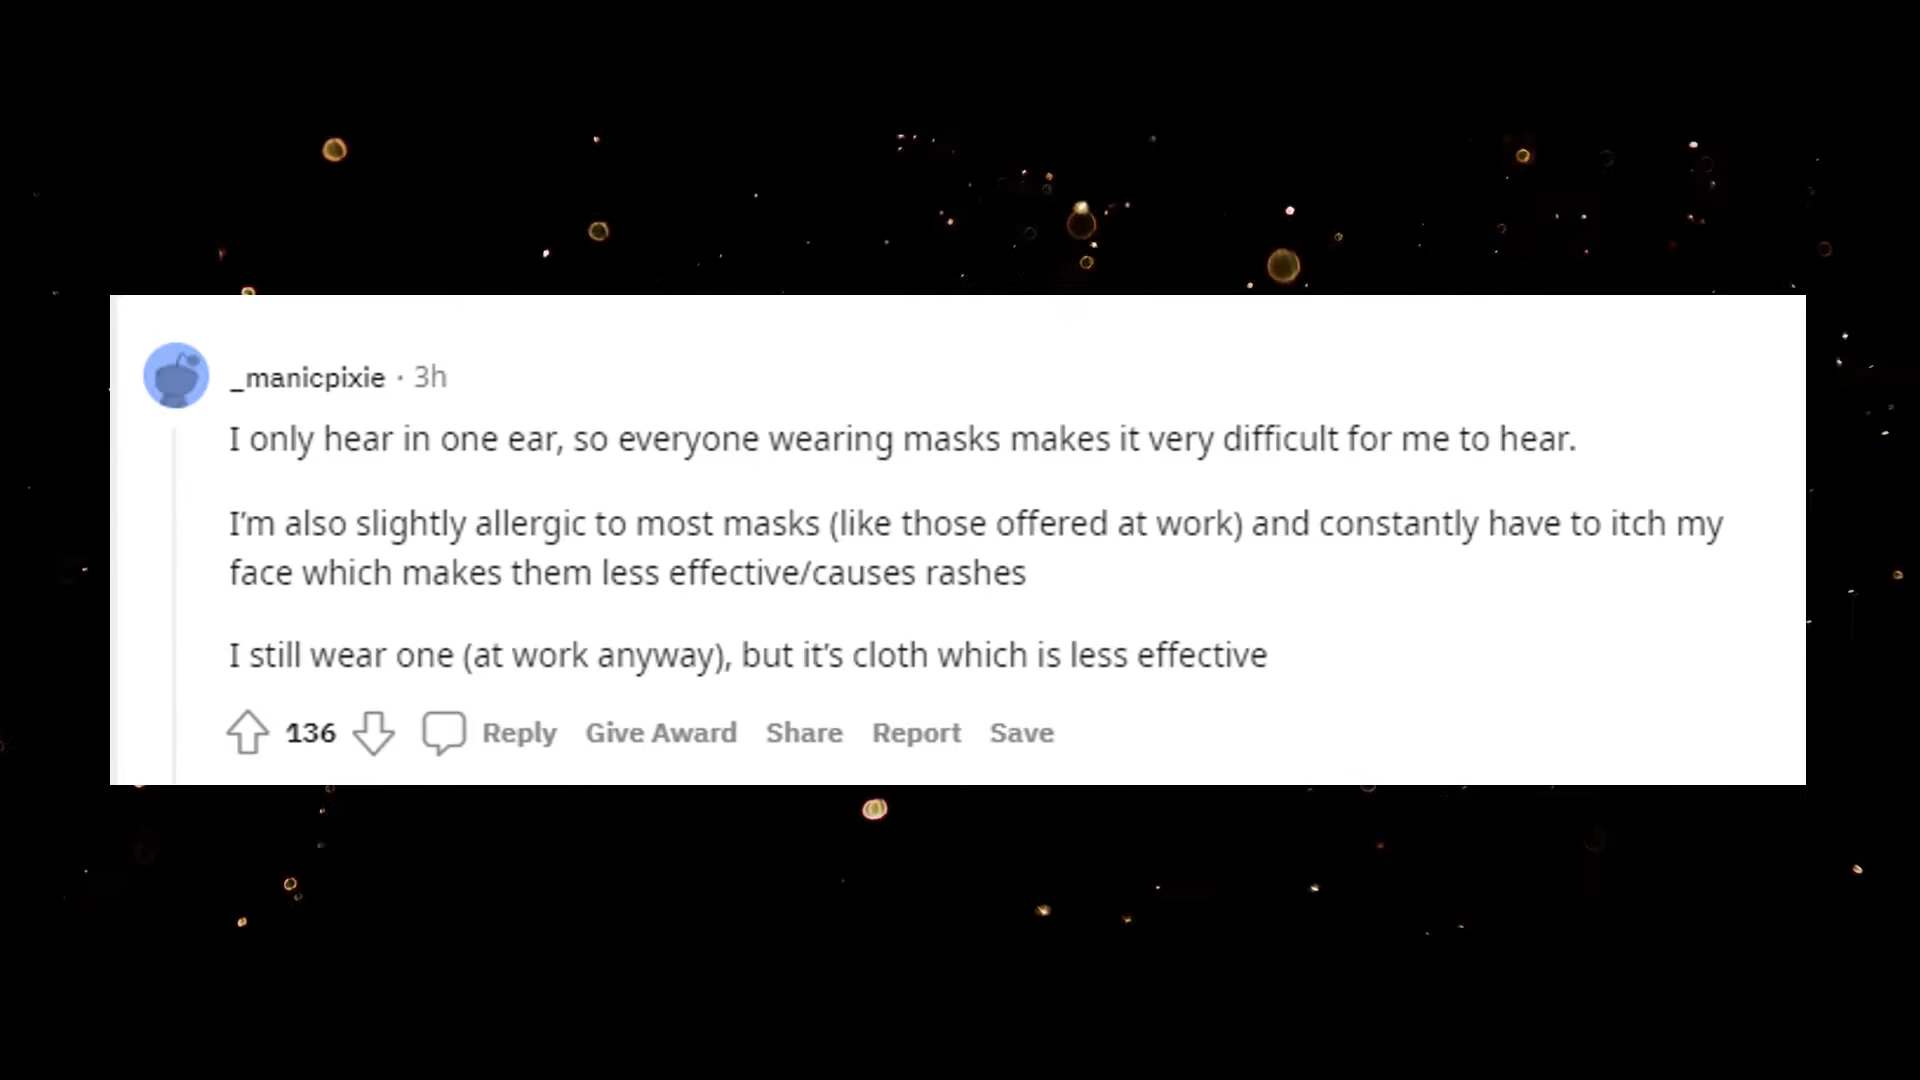 _manicpixie · 3h
I only hear in one ear, so everyone wearing masks makes it very difficult for me to hear.
I'm also slightly allergic to most masks (like those offered at work) and constantly have to itch my
face which makes them less effective/causes rashes
I still wear one (at work anyway), but it's cloth which is less effective
136 Reply Give Award Share Report Save